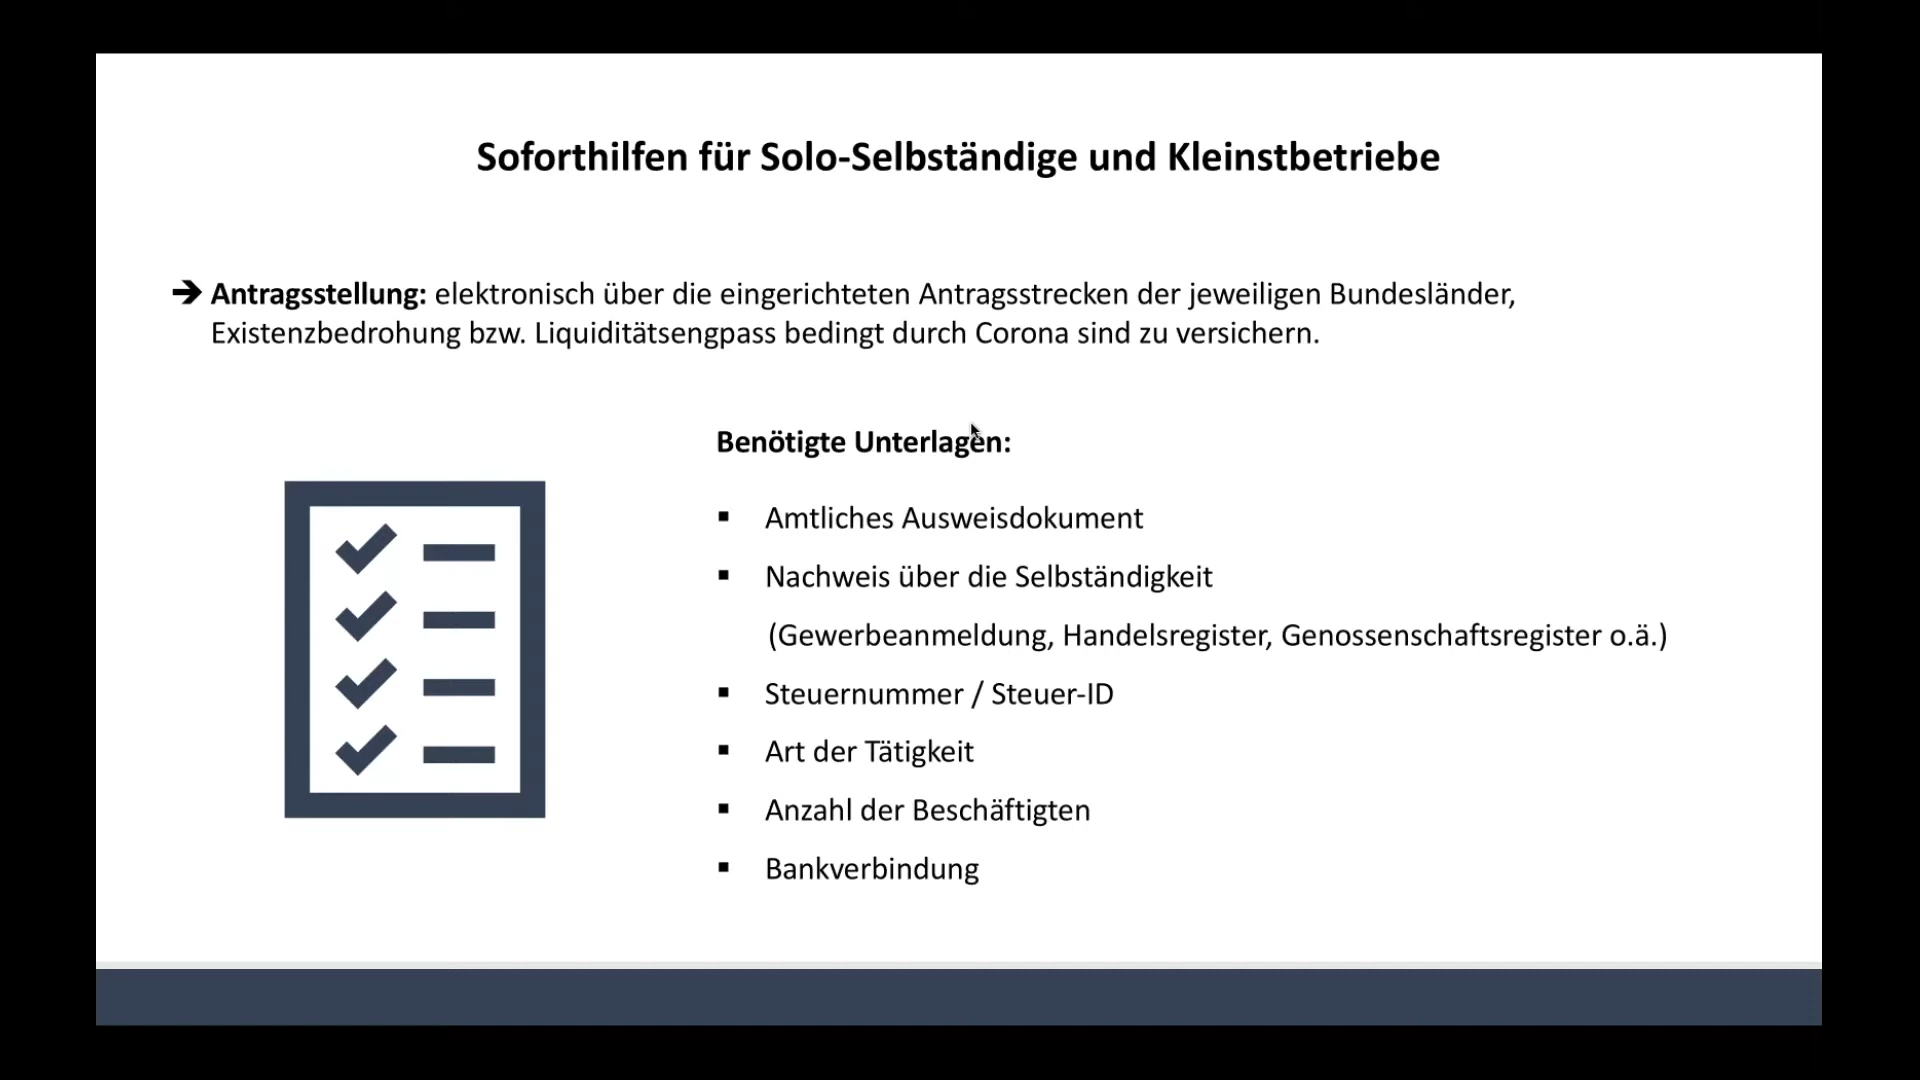 Soforthilfen für Solo-Selbständige und Kleinstbetriebe
➔ Antragsstellung: elektronisch über die eingerichteten Antragsstrecken der jeweiligen Bundesländer,
Existenzbedrohung bzw. Liquiditätsengpass bedingt durch Corona sind zu versichern.
Benötigte Unterlagen:
▪ Amtliches Ausweisdokument
▪ Nachweis über die Selbständigkeit
(Gewerbeanmeldung, Handelsregister, Genossenschaftsregister o.ä.)
▪ Steuernummer / Steuer-ID
▪ Art der Tätigkeit
▪ Anzahl der Beschäftigten
▪ Bankverbindung